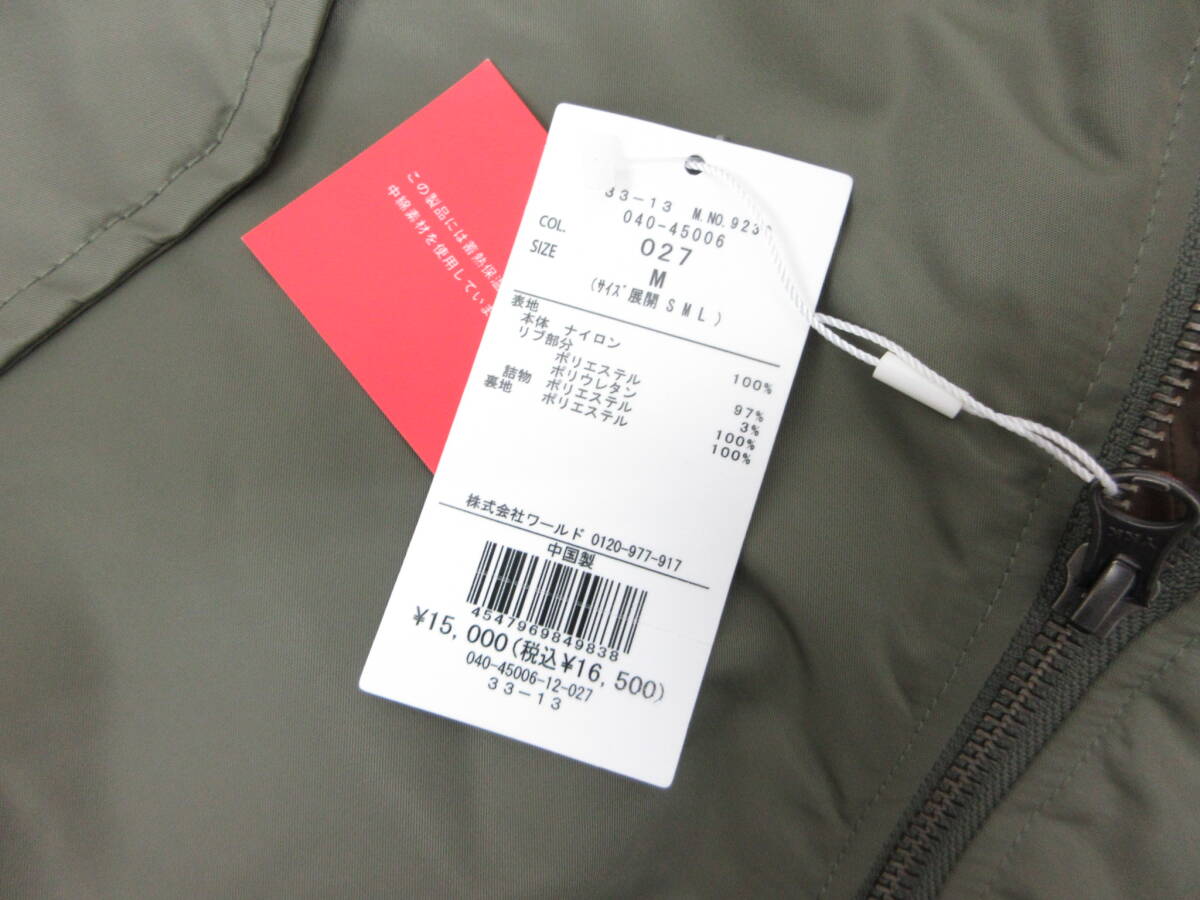 この製品には蓄熱保温
中綿素材を使用していま
33-13 M.NO.923
040-45006
COL. 027
SIZE M
(ｻｲｽﾞ展開 S M L)
表地
本体 ナイロン 100%
リブ部分
ポリエステル 97%
ポリウレタン 3%
詰物 ポリエステル 100%
裏地 ポリエステル 100%
株式会社ワールド 0120-977-917
中国製
4547969849838
¥15,000(税込¥16,500)
040-45006-12-027
33-13